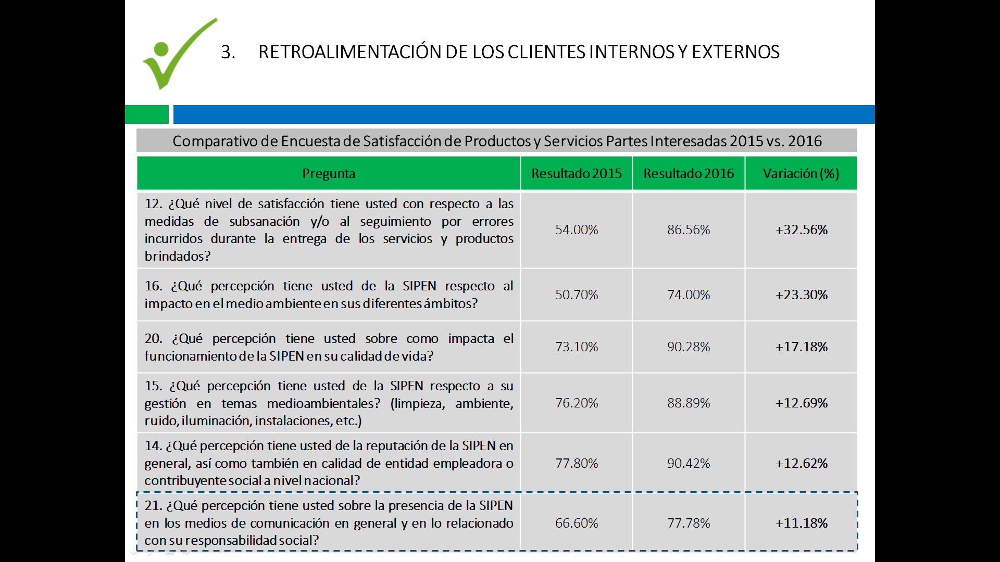 3. RETROALIMENTACIÓN DE LOS CLIENTES INTERNOS Y EXTERNOS
Comparativo de Encuesta de Satisfacción de Productos y Servicios Partes Interesadas 2015 vs. 2016
Pregunta Resultado 2015 Resultado 2016 Variación (%)
12. ¿Qué nivel de satisfacción tiene usted con respecto a las
medidas de subsanación y/o al seguimiento por errores
incurridos durante la entrega de los servicios y productos
brindados?
54.00% 86.56% +32.56%
16. ¿Qué percepción tiene usted de la SIPEN respecto al
impacto en el medio ambiente en sus diferentes ámbitos?
50.70% 74.00% +23.30%
20. ¿Qué percepción tiene usted sobre como impacta el
funcionamiento de la SIPEN en su calidad de vida?
73.10% 90.28% +17.18%
15. ¿Qué percepción tiene usted de la SIPEN respecto a su
gestión en temas medioambientales? (limpieza, ambiente,
ruido, iluminación, instalaciones, etc.)
76.20% 88.89% +12.69%
14. ¿Qué percepción tiene usted de la reputación de la SIPEN en
general, así como también en calidad de entidad empleadora o
contribuyente social a nivel nacional?
77.80% 90.42% +12.62%
21. ¿Qué percepción tiene usted sobre la presencia de la SIPEN
en los medios de comunicación en general y en lo relacionado
con su responsabilidad social?
66.60% 77.78% +11.18%